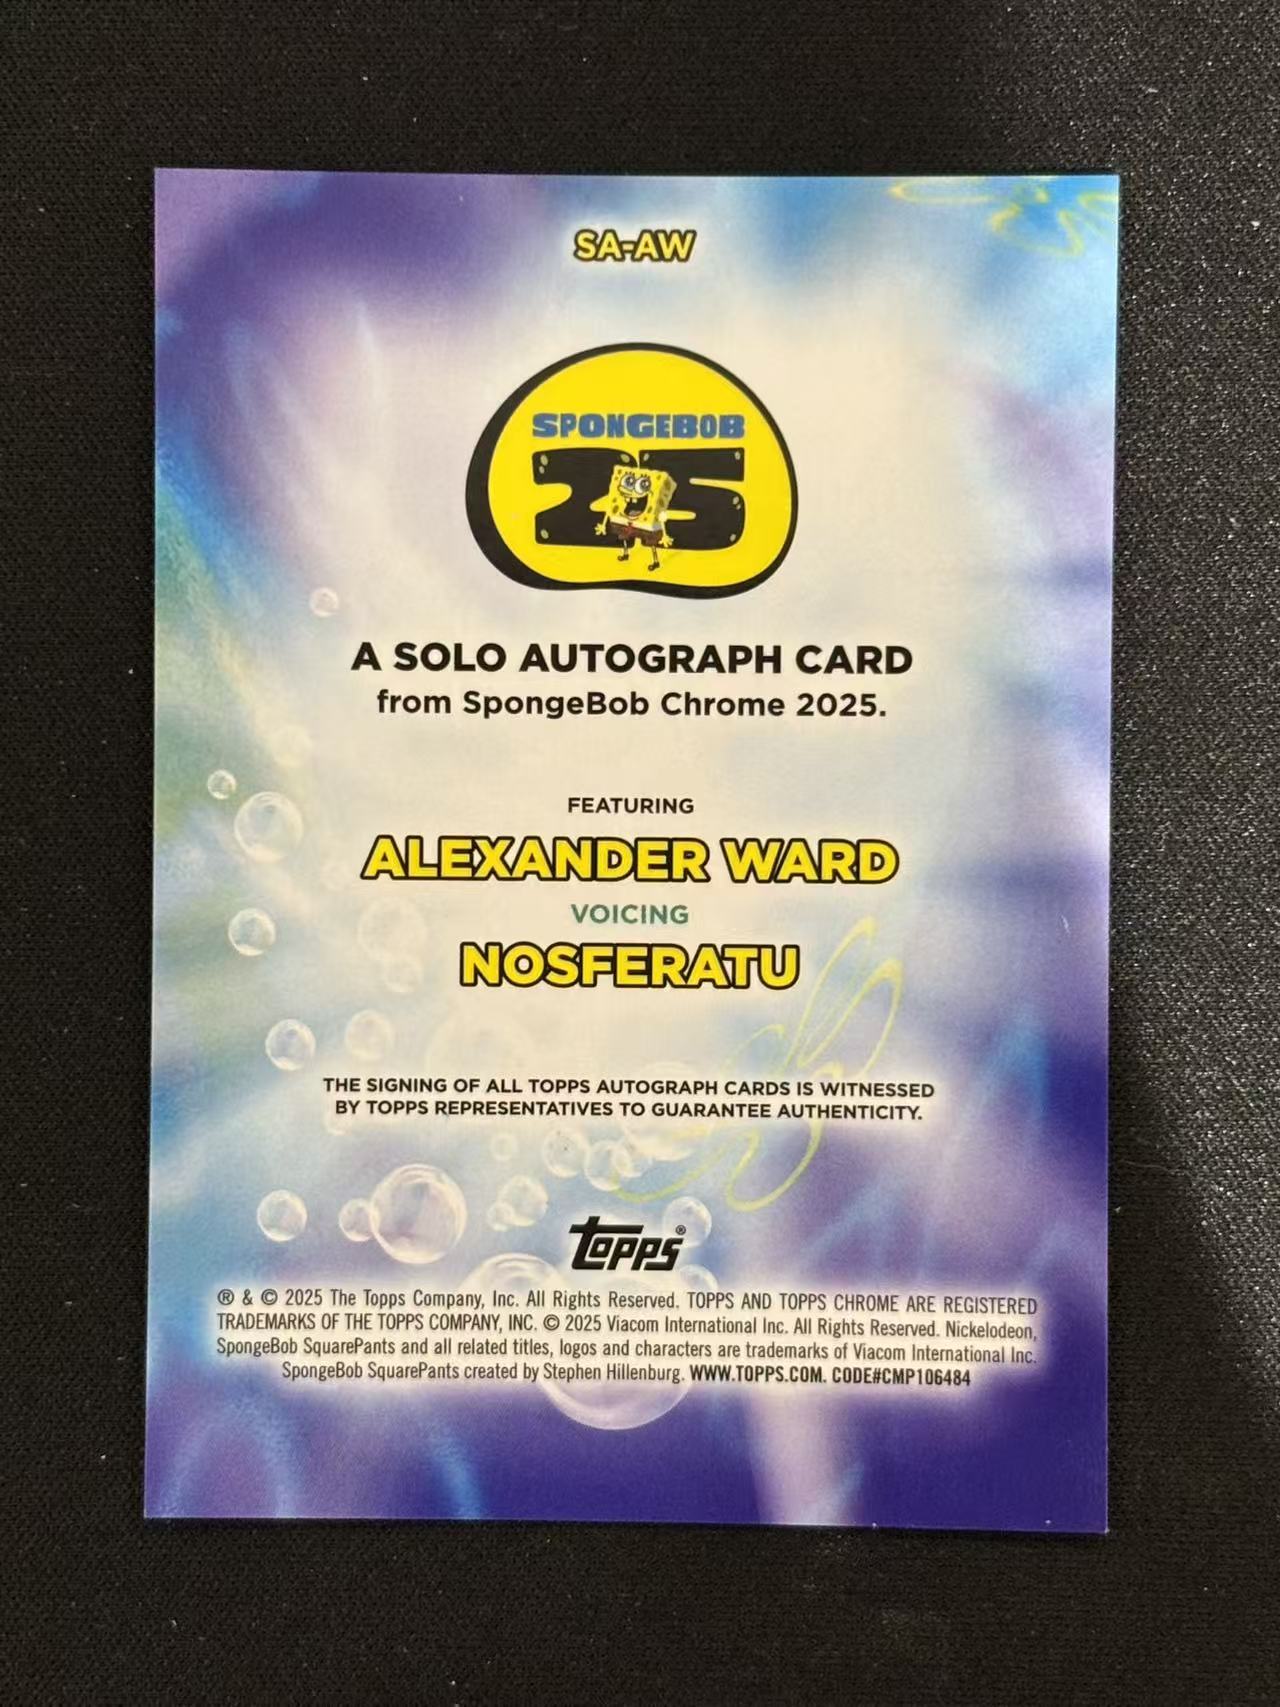 SA-AW
SPONGEBOB
25
A SOLO AUTOGRAPH CARD
from SpongeBob Chrome 2025.
FEATURING
ALEXANDER WARD
VOICING
NOSFERATU
THE SIGNING OF ALL TOPPS AUTOGRAPH CARDS IS WITNESSED
BY TOPPS REPRESENTATIVES TO GUARANTEE AUTHENTICITY.
topps®
® & © 2025 The Topps Company, Inc. All Rights Reserved. TOPPS AND TOPPS CHROME ARE REGISTERED
TRADEMARKS OF THE TOPPS COMPANY, INC. © 2025 Viacom International Inc. All Rights Reserved. Nickelodeon,
SpongeBob SquarePants and all related titles, logos and characters are trademarks of Viacom International Inc.
SpongeBob SquarePants created by Stephen Hillenburg. WWW.TOPPS.COM. CODE#CMP106484